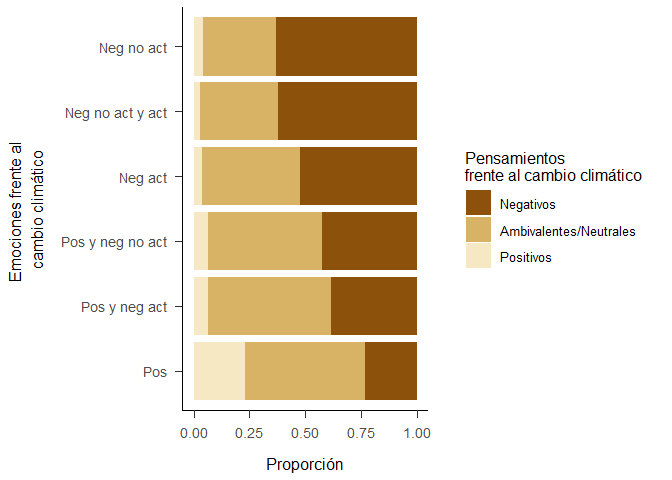 Emociones frente al
cambio climático
Neg no act
Neg no act y act
Neg act
Pos y neg no act
Pos y neg act
Pos
0.00 0.25 0.50 0.75 1.00
Proporción
Pensamientos
frente al cambio climático
Negativos
Ambivalentes/Neutrales
Positivos